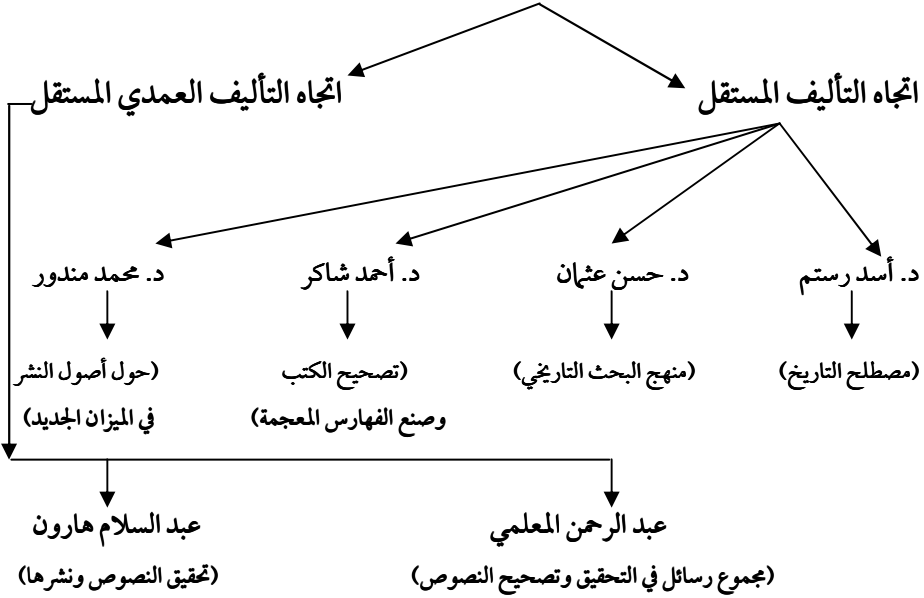 اتجاه التأليف المستقل
اتجاه التأليف العمدي المستقل
د. أسد رستم
د. حسن عثمان
د. أحمد شاكر
د. محمد مندور
(مصطلح التاريخ)
(منهج البحث التاريخي)
(تصحيح الكتب
وصنع الفهارس المعجمة)
(حول أصول النشر
في الميزان الجديد)
عبد الرحمن المعلمي
عبد السلام هارون
(مجموع رسائل في التحقيق وتصحيح النصوص)
(تحقيق النصوص ونشرها)